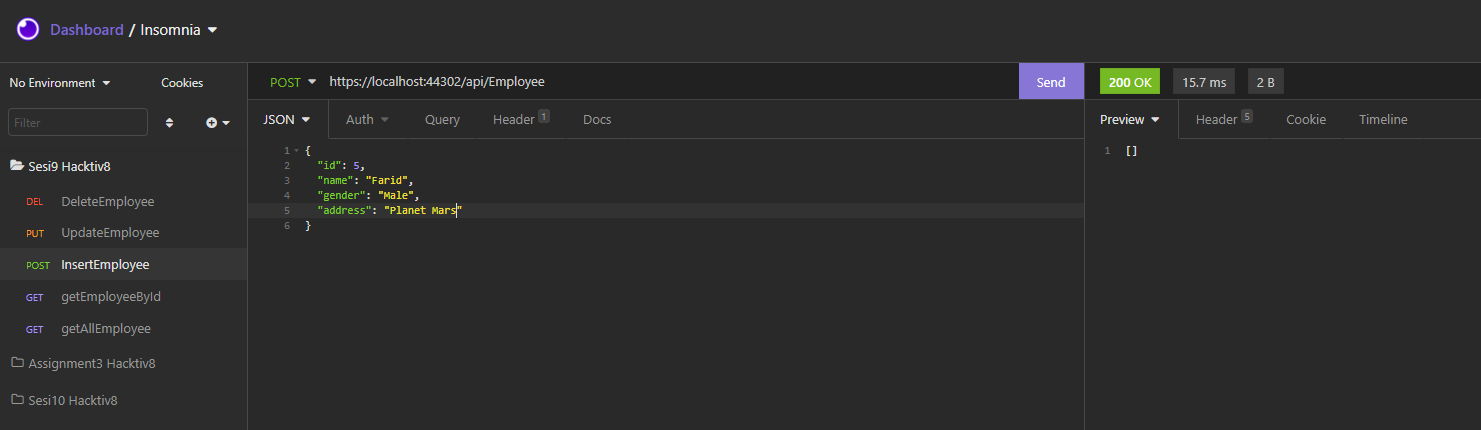 Dashboard / Insomnia
No Environment
Cookies
POST
https://localhost:44302/api/Employee
Send
200 OK
15.7 ms
2 B
Filter
JSON
Auth
Query
Header 1
Docs
Preview
Header 5
Cookie
Timeline
Sesi9 Hacktiv8
DEL DeleteEmployee
PUT UpdateEmployee
POST InsertEmployee
GET getEmployeeById
GET getAllEmployee
Assignment3 Hacktiv8
Sesi10 Hacktiv8
1 {
2 "id": 5,
3 "name": "Farid",
4 "gender": "Male",
5 "address": "Planet Mars"
6 }
1 []